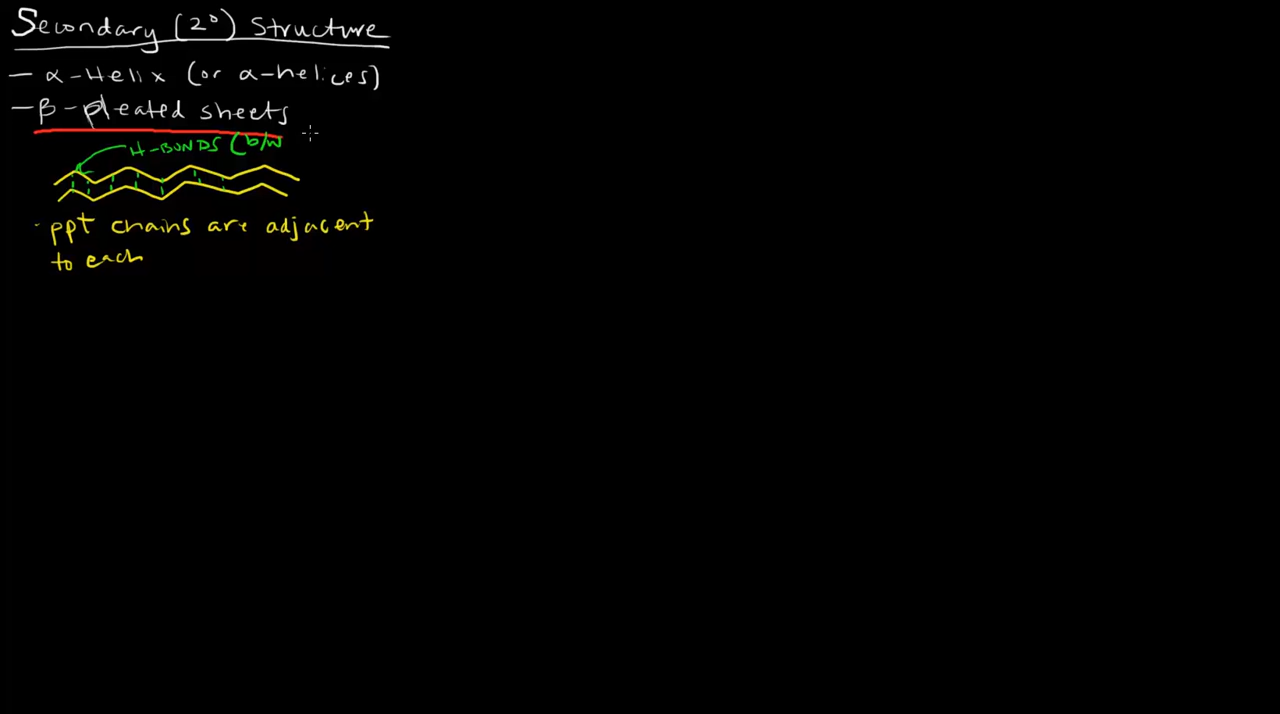 Secondary (2°) Structure
– α-Helix (or α-helices)
– β-pleated sheets
H-BONDS (b/w
· ppt chains are adjacent
to each